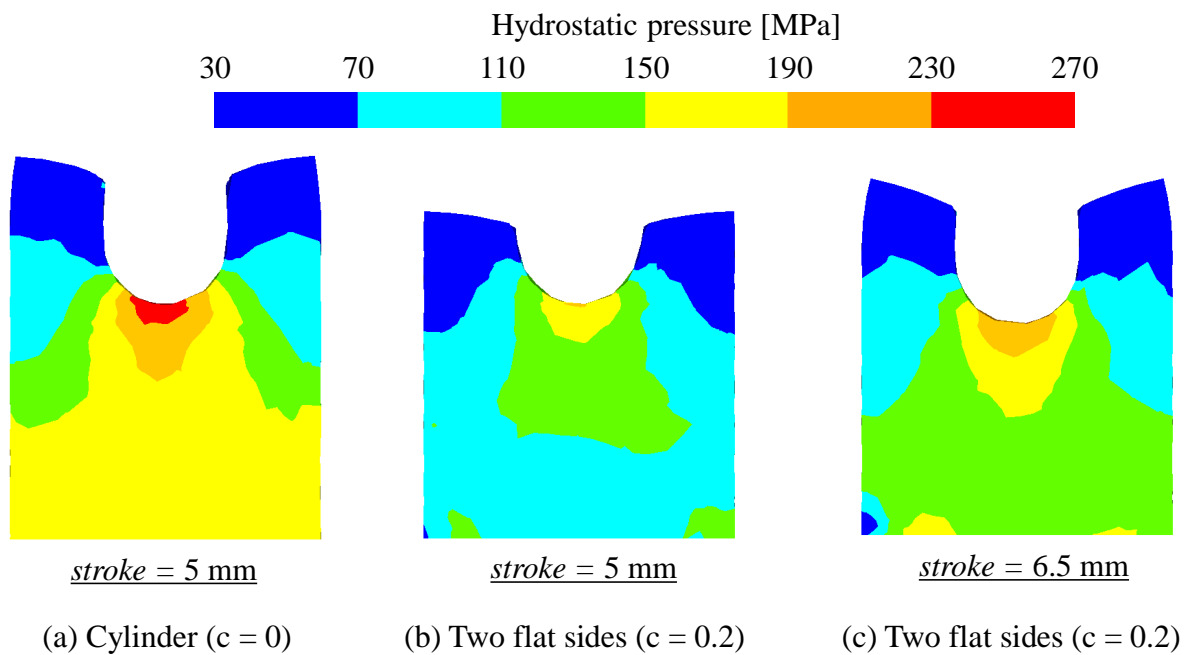 Hydrostatic pressure [MPa]
30 70 110 150 190 230 270
stroke = 5 mm
stroke = 5 mm
stroke = 6.5 mm
(a) Cylinder (c = 0)
(b) Two flat sides (c = 0.2)
(c) Two flat sides (c = 0.2)